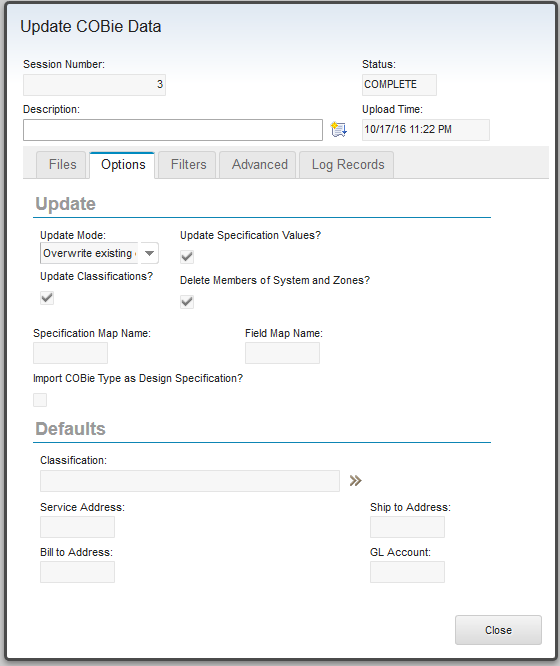 Update COBie Data
Session Number: Status:
3 COMPLETE
Description: Upload Time:
10/17/16 11:22 PM
Files Options Filters Advanced Log Records
Update
Update Mode: Update Specification Values?
Overwrite existing
Update Classifications? Delete Members of System and Zones?
Specification Map Name: Field Map Name:
Import COBie Type as Design Specification?
Defaults
Classification:
Service Address: Ship to Address:
Bill to Address: GL Account:
Close